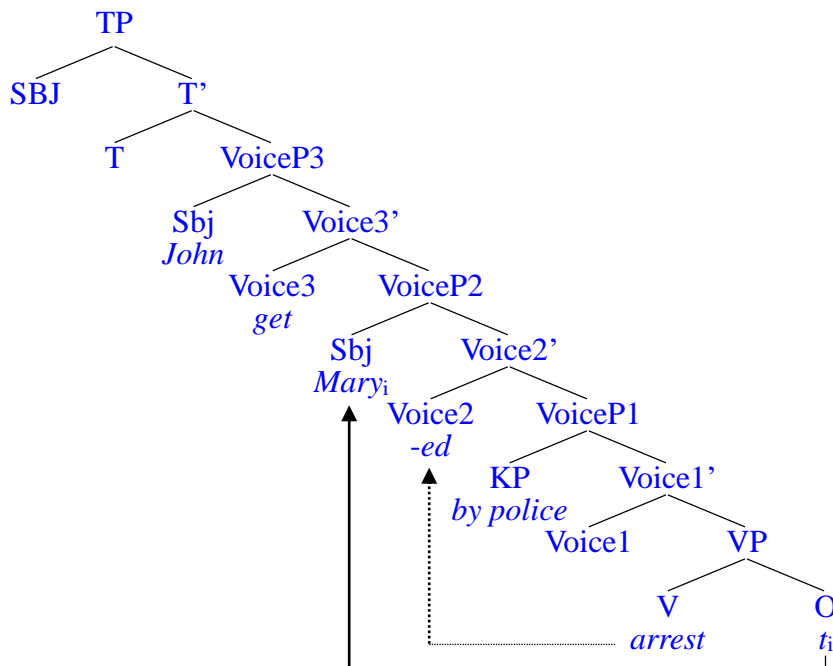 TP
SBJ T’
T VoiceP3
Sbj Voice3’
John
Voice3 VoiceP2
get
Sbj Voice2’
Maryi
Voice2 VoiceP1
-ed
KP Voice1’
by police
Voice1 VP
V O
arrest ti